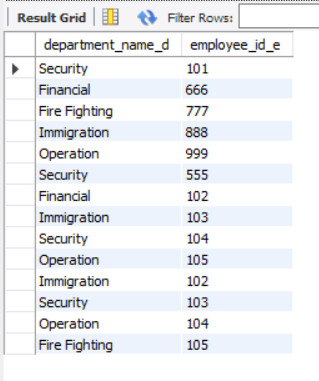 Result Grid Filter Rows:
department_name_d employee_id_e
Security 101
Financial 666
Fire Fighting 777
Immigration 888
Operation 999
Security 555
Financial 102
Immigration 103
Security 104
Operation 105
Immigration 102
Security 103
Operation 104
Fire Fighting 105